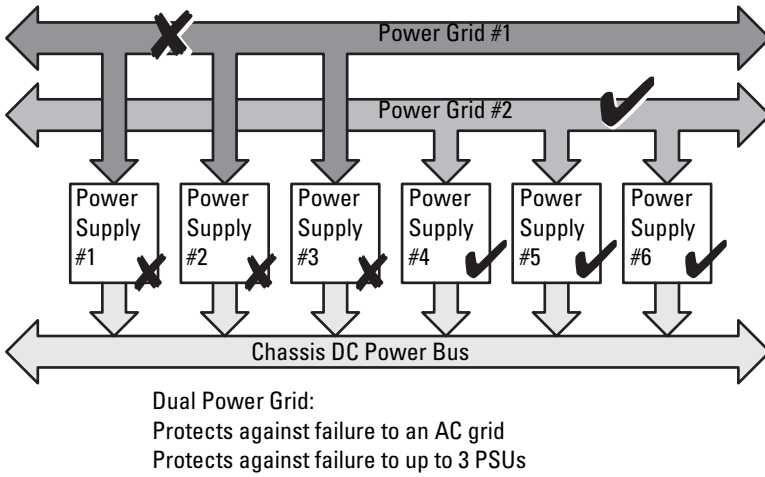 Power Grid #1
Power Grid #2
Power Supply #1
Power Supply #2
Power Supply #3
Power Supply #4
Power Supply #5
Power Supply #6
Chassis DC Power Bus
Dual Power Grid:
Protects against failure to an AC grid
Protects against failure to up to 3 PSUs